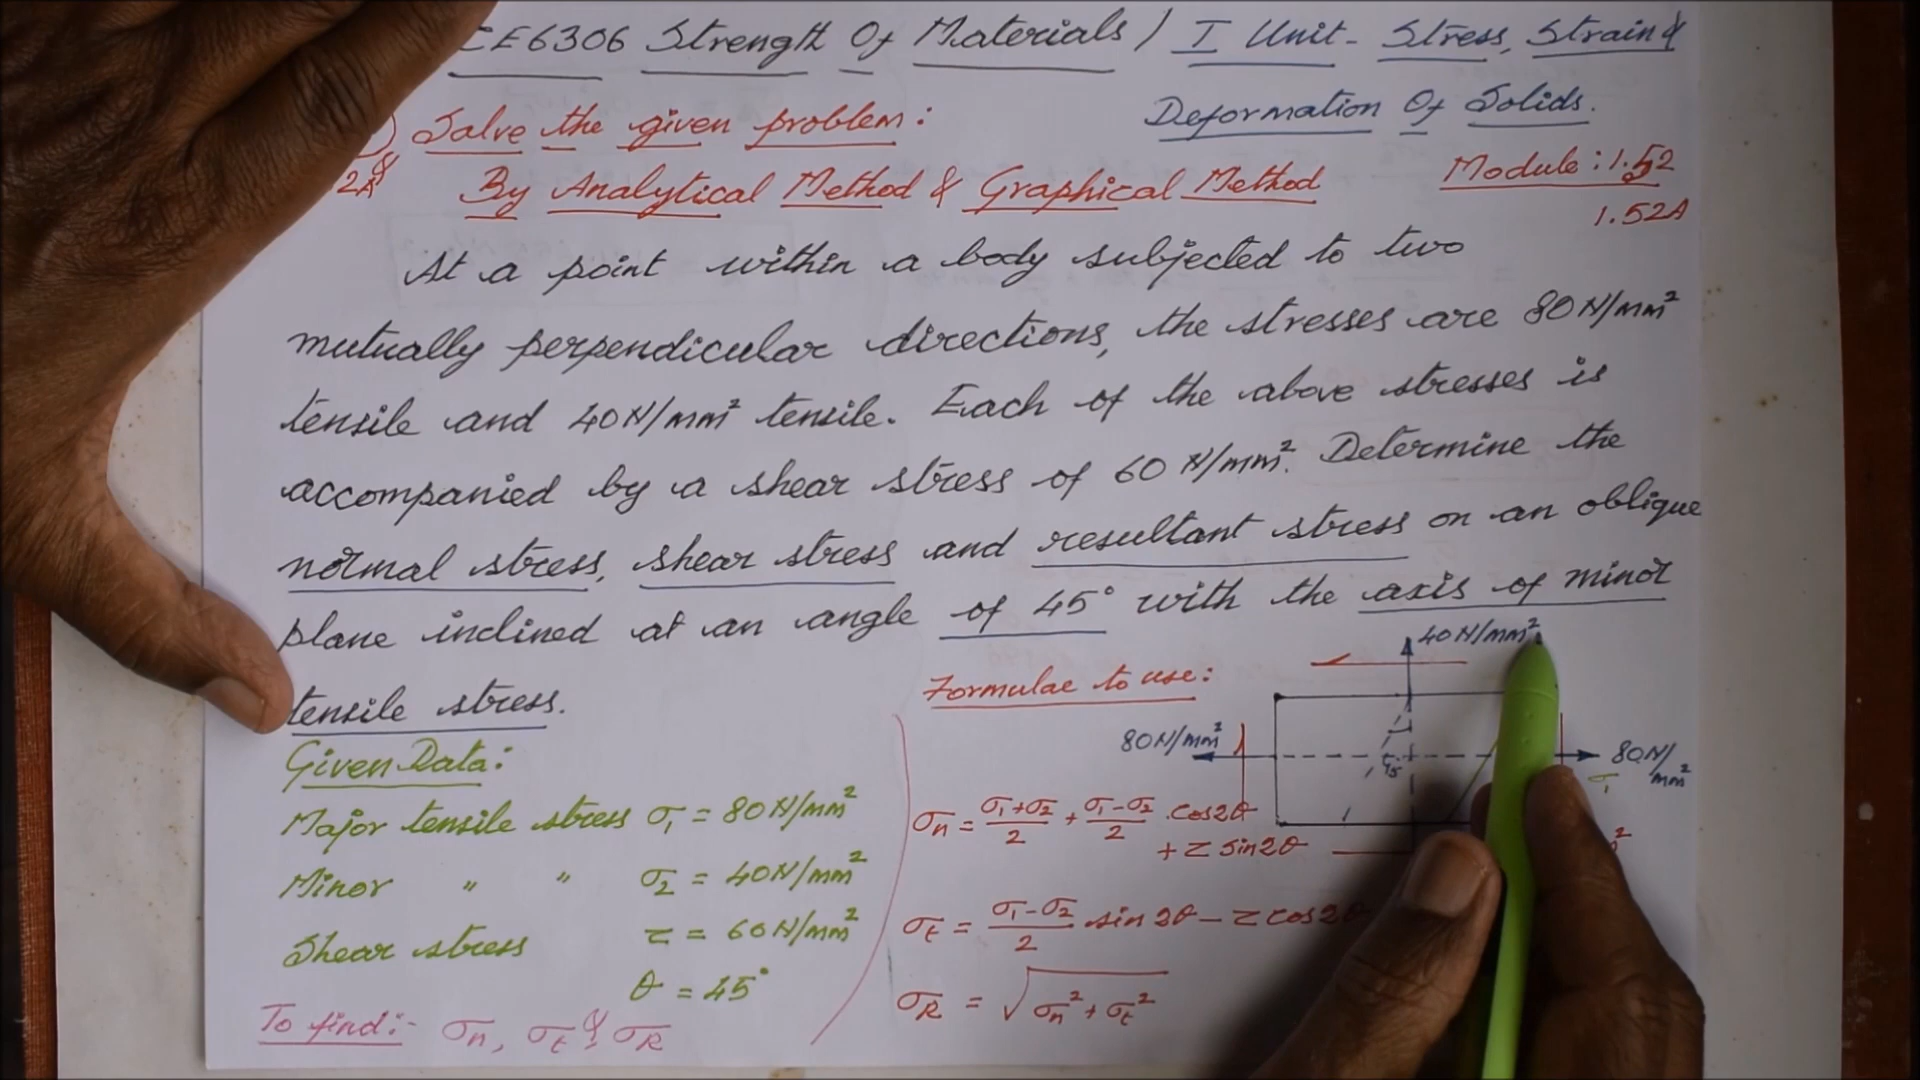 CE6306 Strength Of Materials / I Unit - Stress, Strain &
Deformation Of Solids.
Solve the given problem:
2A &
By Analytical Method & Graphical Method
Module: 1.52
1.52A
At a point within a body subjected to two
mutually perpendicular directions, the stresses are 80 N/mm²
tensile and 40 N/mm² tensile. Each of the above stresses is
accompanied by a shear stress of 60 N/mm². Determine the
normal stress, shear stress and resultant stress on an oblique
plane inclined at an angle of 45° with the axis of minor
tensile stress.
Given Data:
Major tensile stress σ₁ = 80 N/mm²
Minor " " σ₂ = 40 N/mm²
Shear stress τ = 60 N/mm²
θ = 45°
To find:- σn, σt & σR
Formulae to use:
σn = (σ₁+σ₂)/2 + (σ₁-σ₂)/2 . cos2θ
+ τ sin2θ
σt = (σ₁-σ₂)/2 sin 2θ - τ cos2θ
σR = √(σn² + σt²)
40 N/mm²
80 N/mm²
80 N/mm²
σ₁
45